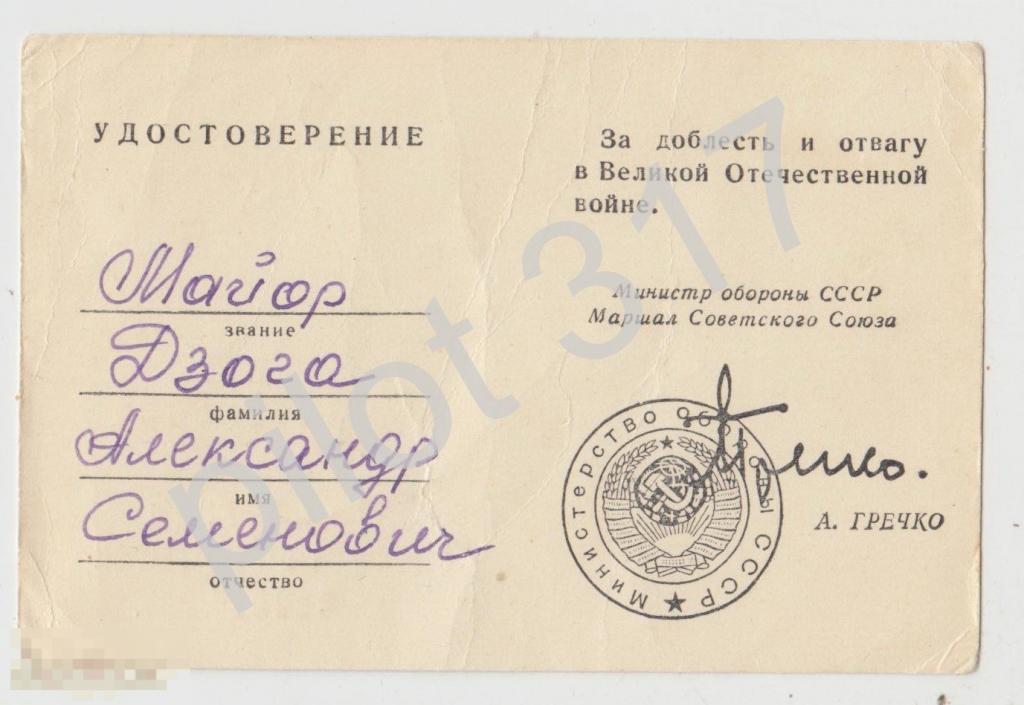 УДОСТОВЕРЕНИЕ
Майор
звание
Дзога
фамилия
Александр
имя
Семенович
отчество
За доблесть и отвагу
в Великой Отечественной
войне.
Министр обороны СССР
Маршал Советского Союза
Министерство Обороны СССР
Гречко.
А. ГРЕЧКО
pilot 317